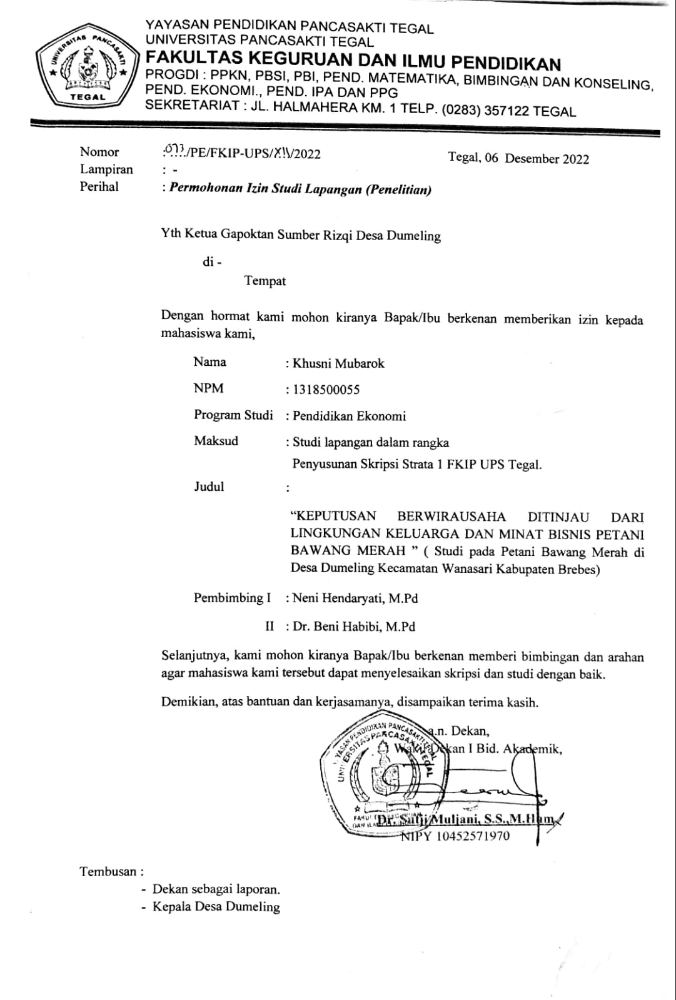 YAYASAN PENDIDIKAN PANCASAKTI TEGAL
UNIVERSITAS PANCASAKTI TEGAL
FAKULTAS KEGURUAN DAN ILMU PENDIDIKAN
PROGDI : PPKN, PBSI, PBI, PEND. MATEMATIKA, BIMBINGAN DAN KONSELING,
PEND. EKONOMI., PEND. IPA DAN PPG
SEKRETARIAT : JL. HALMAHERA KM. 1 TELP. (0283) 357122 TEGAL
UNIVERSITAS PANCASAKTI
TEGAL
Nomor : /PE/FKIP-UPS/XII/2022 Tegal, 06 Desember 2022
Lampiran : -
Perihal : Permohonan Izin Studi Lapangan (Penelitian)
Yth Ketua Gapoktan Sumber Rizqi Desa Dumeling
di -
Tempat
Dengan hormat kami mohon kiranya Bapak/Ibu berkenan memberikan izin kepada
mahasiswa kami,
Nama : Khusni Mubarok
NPM : 1318500055
Program Studi : Pendidikan Ekonomi
Maksud : Studi lapangan dalam rangka
Penyusunan Skripsi Strata 1 FKIP UPS Tegal.
Judul :
“KEPUTUSAN BERWIRAUSAHA DITINJAU DARI
LINGKUNGAN KELUARGA DAN MINAT BISNIS PETANI
BAWANG MERAH ” ( Studi pada Petani Bawang Merah di
Desa Dumeling Kecamatan Wanasari Kabupaten Brebes)
Pembimbing I : Neni Hendaryati, M.Pd
II : Dr. Beni Habibi, M.Pd
Selanjutnya, kami mohon kiranya Bapak/Ibu berkenan memberi bimbingan dan arahan
agar mahasiswa kami tersebut dapat menyelesaikan skripsi dan studi dengan baik.
Demikian, atas bantuan dan kerjasamanya, disampaikan terima kasih.
a.n. Dekan,
Wakil Dekan I Bid. Akademik,
YAYASAN PENDIDIKAN PANCASAKTI TEGAL
UNIVERSITAS PANCASAKTI TEGAL
Dr. Sutji Muljani, S.S., M.Hum
NIPY 10452571970
Tembusan :
- Dekan sebagai laporan.
- Kepala Desa Dumeling